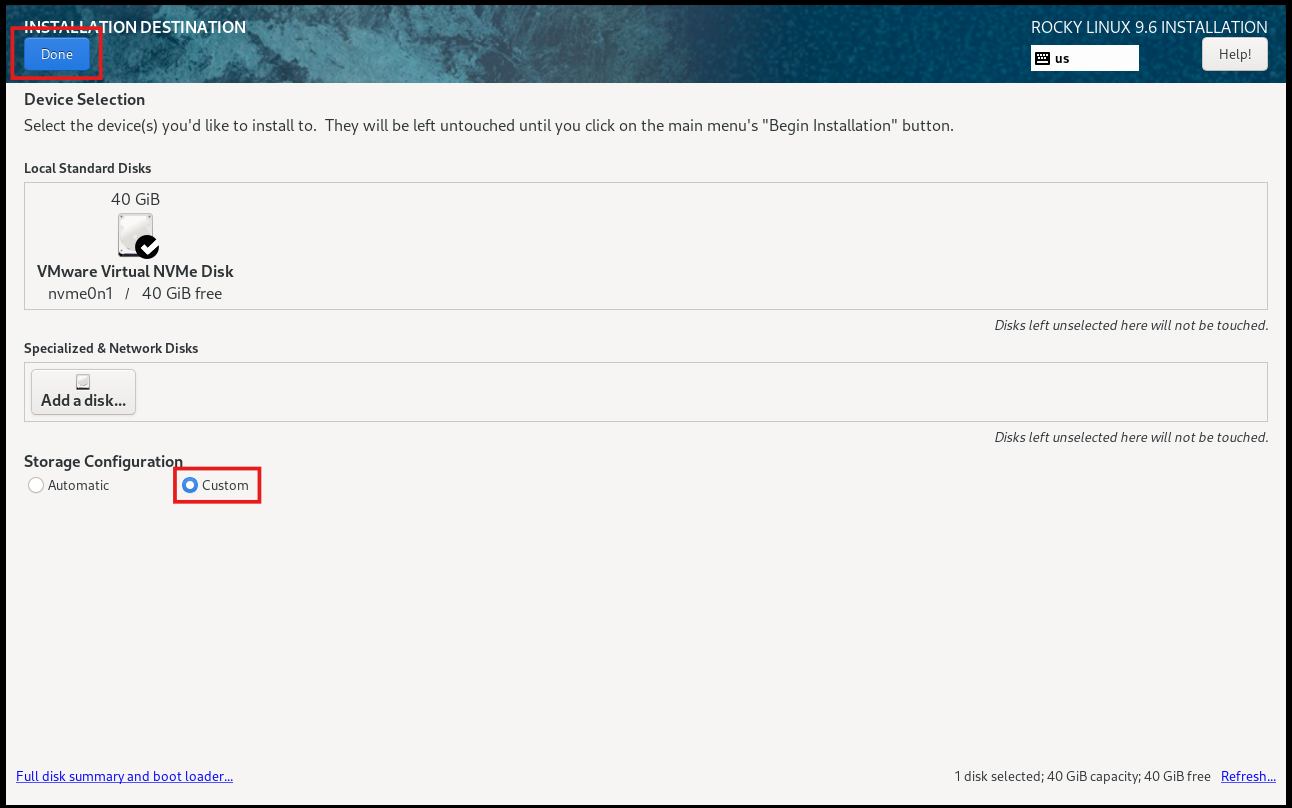 INSTALLATION DESTINATION
ROCKY LINUX 9.6 INSTALLATION
Done
us
Help!
Device Selection
Select the device(s) you'd like to install to.  They will be left untouched until you click on the main menu's "Begin Installation" button.
Local Standard Disks
40 GiB
VMware Virtual NVMe Disk
nvme0n1 / 40 GiB free
Disks left unselected here will not be touched.
Specialized & Network Disks
Add a disk...
Disks left unselected here will not be touched.
Storage Configuration
Automatic
Custom
Full disk summary and boot loader...
1 disk selected; 40 GiB capacity; 40 GiB free
Refresh...